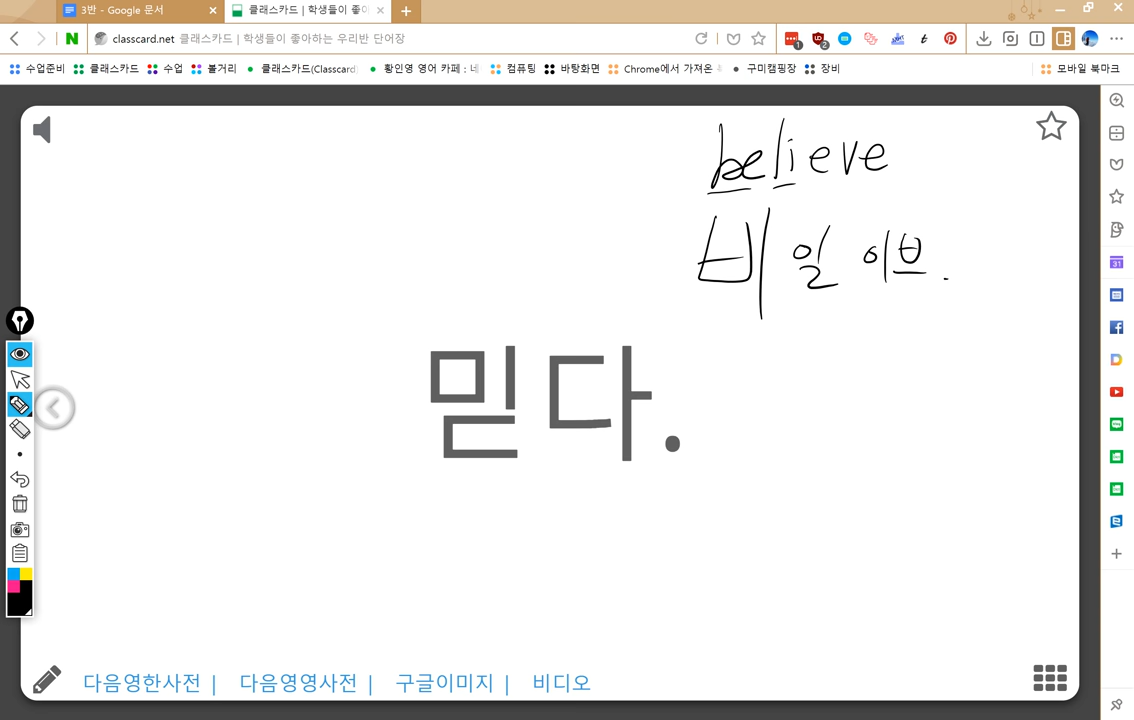 3반 - Google 문서
클래스카드 | 학생들이 좋아
classcard.net 클래스카드 | 학생들이 좋아하는 우리반 단어장
수업준비 클래스카드 수업 볼거리 클래스카드(Classcard 황인영 영어 카페 ; 네 컴퓨팅 바탕화면 Chrome에서 가져온 구미캠핑장 장비 모바일 북마크
believe
비 일 이브.
믿다.
다음영한사전 | 다음영영사전 | 구글이미지 | 비디오